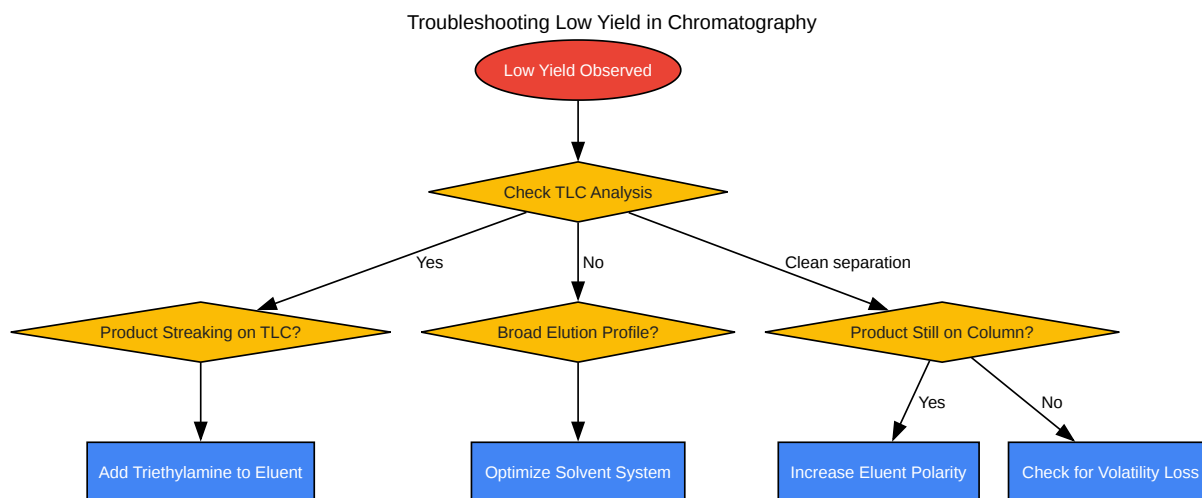 Troubleshooting Low Yield in Chromatography
Low Yield Observed
Check TLC Analysis
Yes
No
Clean separation
Product Streaking on TLC?
Broad Elution Profile?
Product Still on Column?
Yes
No
Add Triethylamine to Eluent
Optimize Solvent System
Increase Eluent Polarity
Check for Volatility Loss